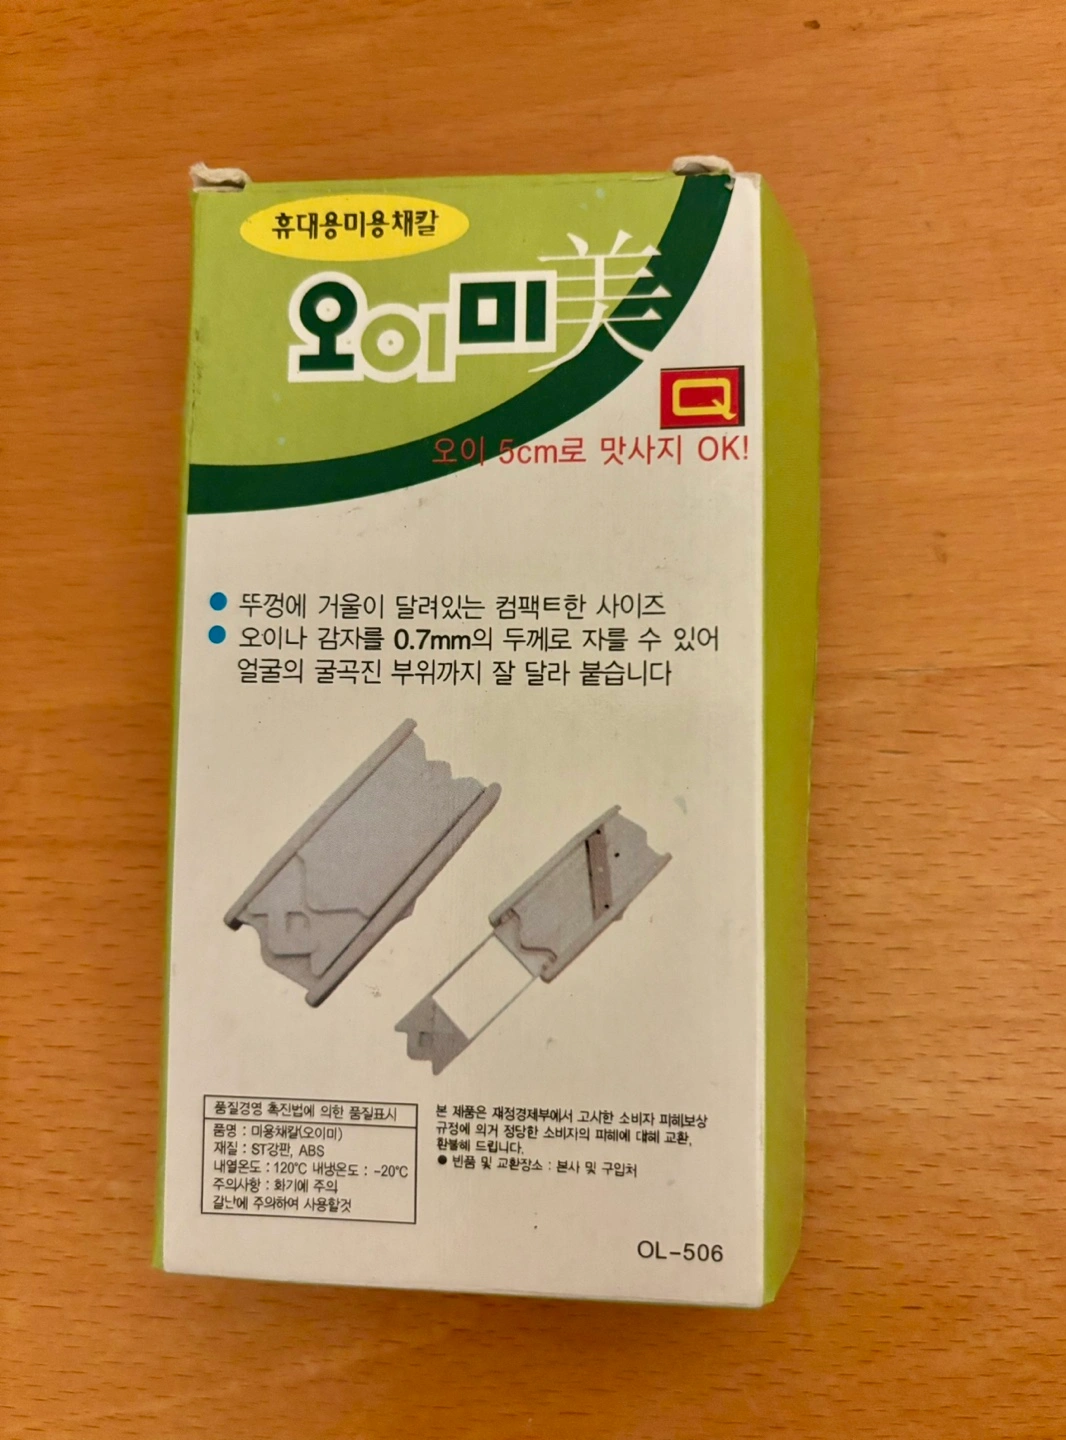 휴대용미용채칼
오이미美
Q
오이 5cm로 맛사지 OK!
● 뚜껑에 거울이 달려있는 컴팩트한 사이즈
● 오이나 감자를 0.7mm의 두께로 자를 수 있어
얼굴의 굴곡진 부위까지 잘 달라 붙습니다
품질경영 촉진법에 의한 품질표시
품명 : 미용채칼(오이미)
재질 : ST강판, ABS
내열온도 : 120℃ 내냉온도 : -20℃
주의사항 : 화기에 주의
칼난에 주의하여 사용할것
본 제품은 재정경제부에서 고시한 소비자 피해보상
규정에 의거 정당한 소비자의 피해에 대해 교환,
환불해 드립니다.
● 빈품 및 교환장소 : 본사 및 구입처
OL-506